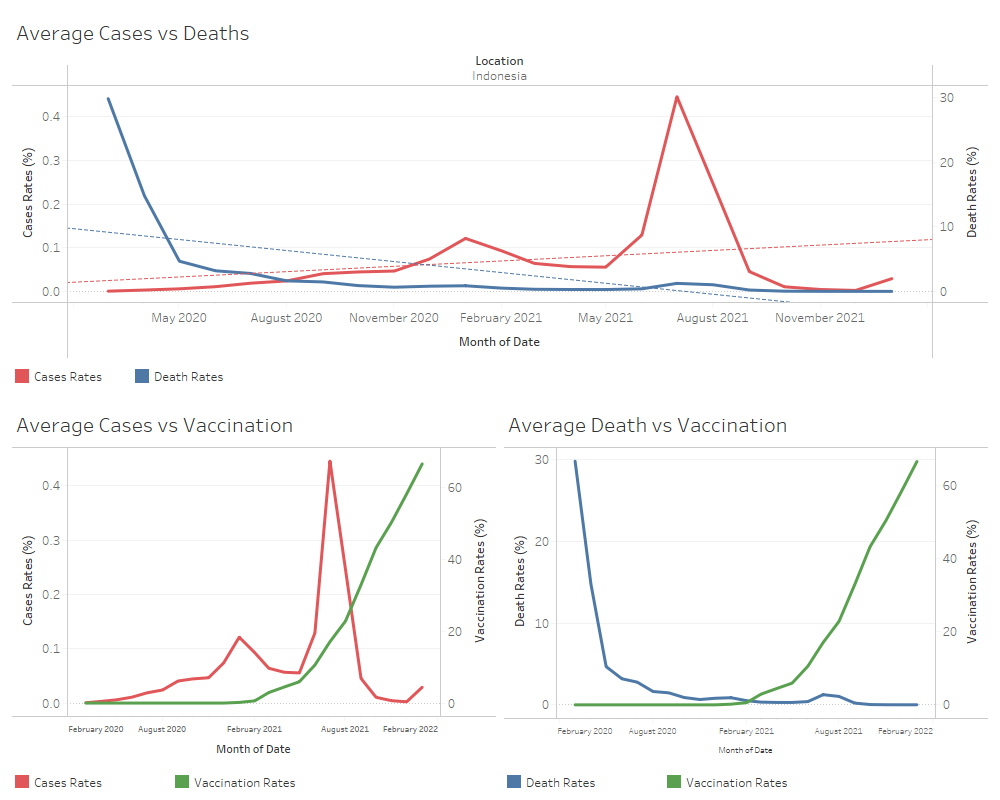 Average Cases vs Deaths
Location
Indonesia
Cases Rates (%)
0.4
0.3
0.2
0.1
0.0
30
20
10
0
Death Rates (%)
May 2020 August 2020 November 2020 February 2021 May 2021 August 2021 November 2021
Month of Date
Cases Rates Death Rates
Average Cases vs Vaccination
Cases Rates (%)
0.4
0.3
0.2
0.1
0.0
60
40
20
0
Vaccination Rates (%)
February 2020 August 2020 February 2021 August 2021 February 2022
Month of Date
Cases Rates Vaccination Rates
Average Death vs Vaccination
Death Rates (%)
30
20
10
0
60
40
20
0
Vaccination Rates (%)
February 2020 August 2020 February 2021 August 2021 February 2022
Month of Date
Death Rates Vaccination Rates